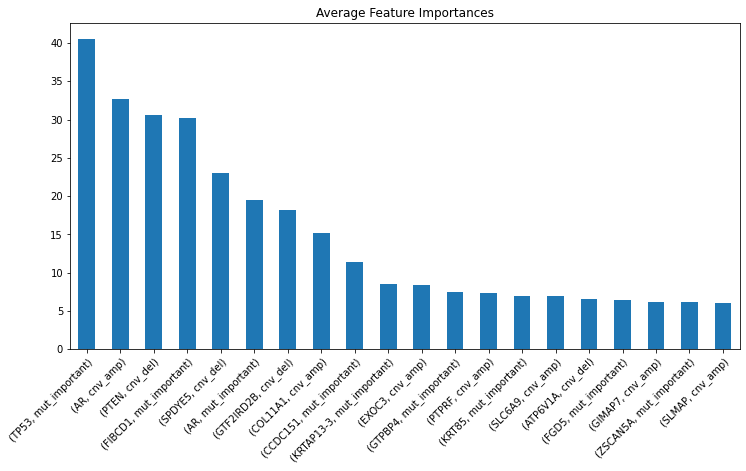 Average Feature Importances
40
35
30
25
20
15
10
5
0
(TP53, mut_important)
(AR, cnv_amp)
(PTEN, cnv_del)
(FIBCD1, mut_important)
(SPDYE5, cnv_del)
(AR, mut_important)
(GTF2IRD2B, cnv_del)
(COL11A1, cnv_amp)
(CCDC151, mut_important)
(KRTAP13-3, mut_important)
(EXOC3, cnv_amp)
(GTPBP4, mut_important)
(PTPRF, cnv_amp)
(KRT85, mut_important)
(SLC6A9, cnv_amp)
(ATP6V1A, cnv_del)
(FGD5, mut_important)
(GIMAP7, cnv_amp)
(ZSCAN5A, mut_important)
(SLMAP, cnv_amp)